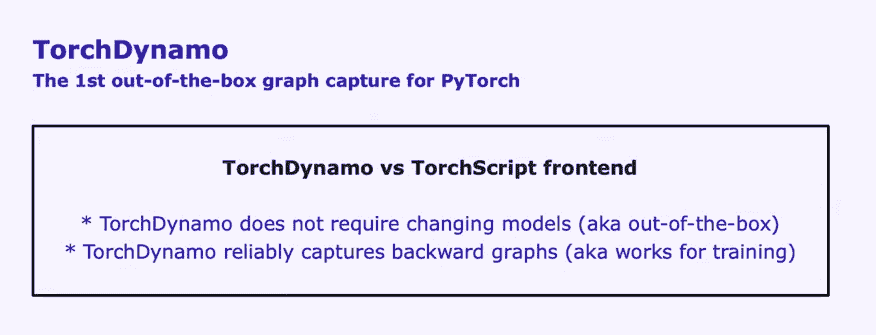 TorchDynamo
The 1st out-of-the-box graph capture for PyTorch
TorchDynamo vs TorchScript frontend
* TorchDynamo does not require changing models (aka out-of-the-box)
* TorchDynamo reliably captures backward graphs (aka works for training)